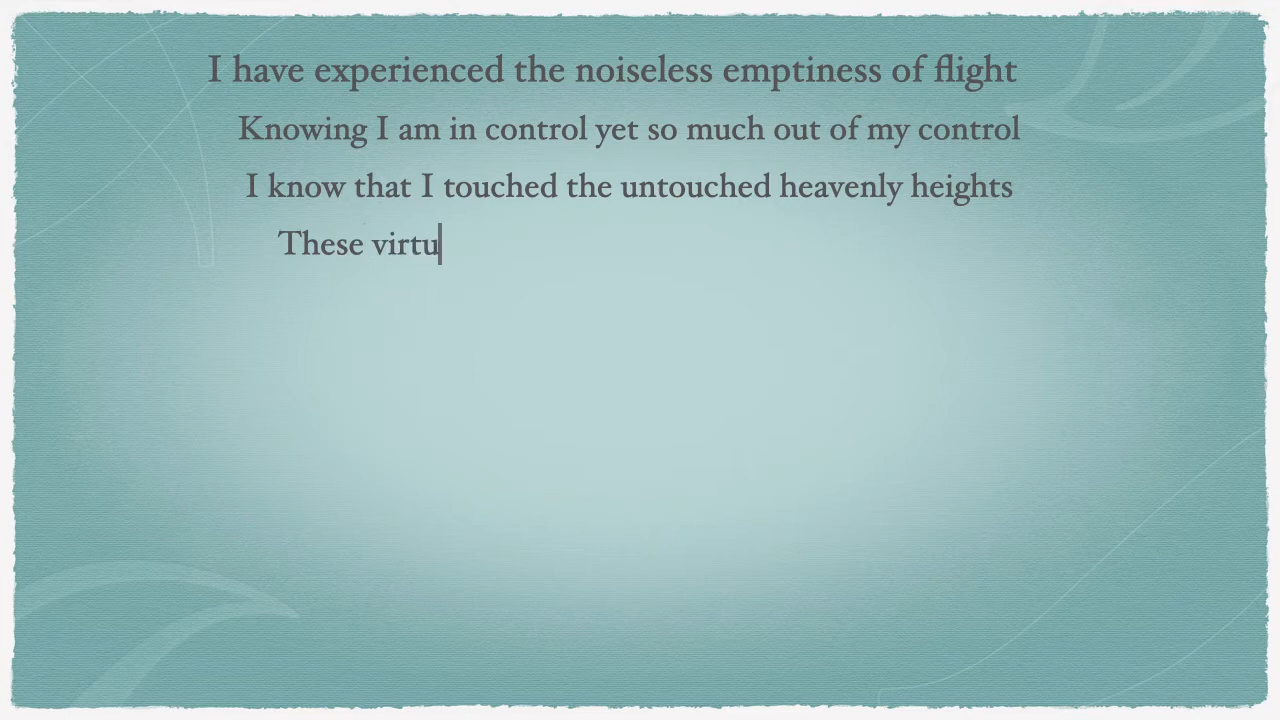 I have experienced the noiseless emptiness of flight
Knowing I am in control yet so much out of my control
I know that I touched the untouched heavenly heights
These virtu